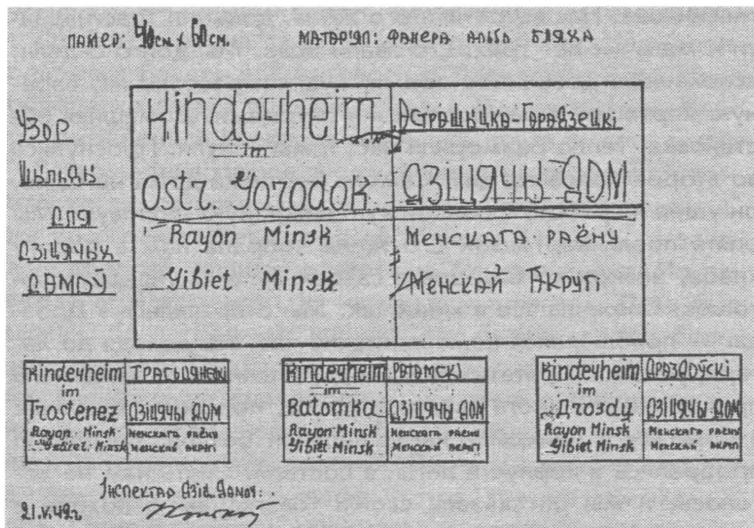 ПАМЕР: 40см. х 60см.
МАТАР'ЯЛ: ФАНЕРА АЛЬБА БЛЯХА
УЗОР
ШЫЛЬДЫ
ДЛЯ
ДЗІЦЯЧЫХ
ДАМОЎ
Kinderheim
im
Ostr. Gorodok
Rayon Minsk
Gibiet Minsk
АСТРАШЫЦКА-ГАРАДЗЕЦКІ
ДЗІЦЯЧЫ ДОМ
МЕНСКАГА РАЁНУ
МЕНСКАЙ АКРУГІ
Kinderheim
im
Trostenez
Rayon Minsk
Gebiet Minsk
ТРАСЬЦЯНЕЦКІ
ДЗІЦЯЧЫ ДОМ
МЕНСКАГА РАЁНУ
МЕНСКАЙ АКРУГІ
Kinderheim
im
Ratomka
Rayon Minsk
Gibiet Minsk
РАТАМСКІ
ДЗІЦЯЧЫ ДОМ
МЕНСКАГА РАЁНУ
МЕНСКАЙ АКРУГІ
Kinderheim
im
Drosdy
Rayon Minsk
Gibiet Minsk
ДРАЗДОЎСКІ
ДЗІЦЯЧЫ ДОМ
МЕНСКАГА РАЁНУ
МЕНСКАЙ АКРУГІ
ІНСПЕКТАР ДЗІЦ. ДАМОЎ:
21.V.42г.